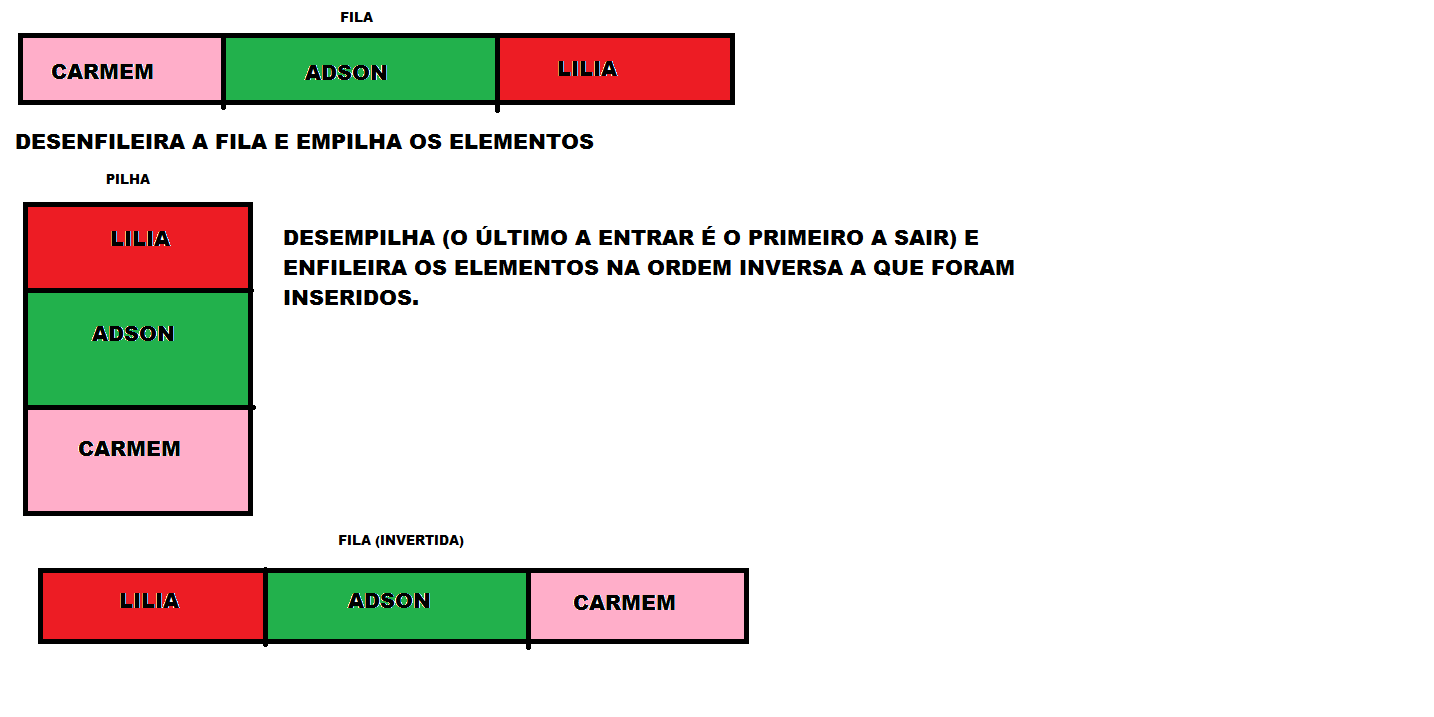 FILA
CARMEM
ADSON
LILIA
DESENFILEIRA A FILA E EMPILHA OS ELEMENTOS
PILHA
LILIA
ADSON
CARMEM
DESEMPILHA (O ÚLTIMO A ENTRAR É O PRIMEIRO A SAIR) E
ENFILEIRA OS ELEMENTOS NA ORDEM INVERSA A QUE FORAM
INSERIDOS.
FILA (INVERTIDA)
LILIA
ADSON
CARMEM